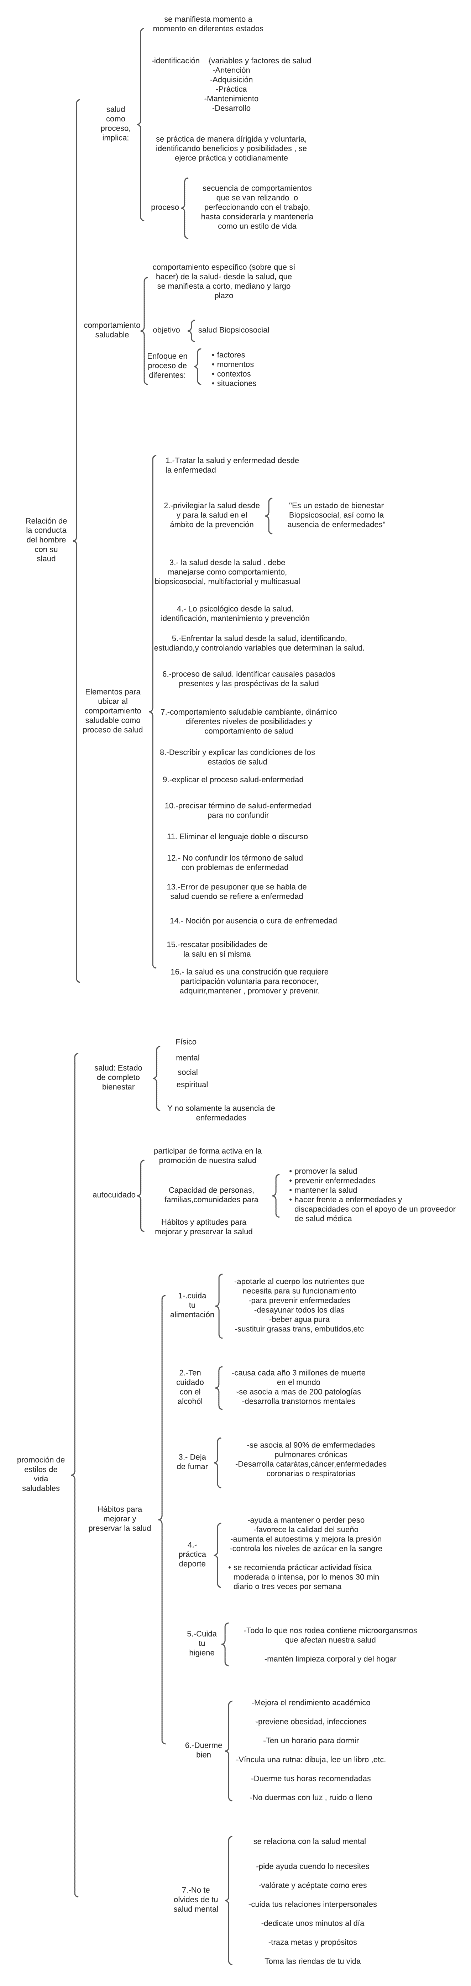 se manifiesta momento a
momento en diferentes estados
-identificación (variables y factores de salud
-Antención
-Adquisición
-Práctica
-Mantenimiento
-Desarrollo
salud
como
proceso,
implica:
se práctica de manera dirigida y voluntaria,
identificando beneficios y posibilidades , se
ejerce práctica y cotidianamente
proceso
secuencia de comportamientos
que se van relizando o
perfeccionando con el trabajo,
hasta considerarla y mantenerla
como un estilo de vida
comportamiento especifico (sobre que si
hacer) de la salud- desde la salud, que
se manifiesta a corto, mediano y largo
plazo
comportamiento
saludable
objetivo
salud Biopsicosocial
Enfoque en
proceso de
diferentes:
• factores
• momentos
• contextos
• situaciones
Relación de
la conducta
del hombre
con su
slaud
1.-Tratar la salud y enfermedad desde
la enfermedad
2.-privilegiar la salud desde
y para la salud en el
ámbito de la prevención
"Es un estado de bienestar
Biopsicosocial, así como la
ausencia de enfermedades"
3.- la salud desde la salud . debe
manejarse como comportamiento,
biopsicosocial, multifactorial y multicasual
4.- Lo psicológico desde la salud.
identificación, mantenimiento y prevención
5.-Enfrentar la salud desde la salud, identificando,
estudiando,y controlando variables que determinan la salud.
6.-proceso de salud. Identificar causales pasados
presentes y las prospéctivas de la salud
Elementos para
ubicar al
comportamiento
saludable como
proceso de salud
7.-comportamiento saludable cambiante, dinámico
diferentes niveles de posibilidades y
comportamiento de salud
8.-Describir y explicar las condiciones de los
estados de salud
9.-explicar el proceso salud-enfermedad
10.-precisar término de salud-enfermedad
para no confundir
11. Eliminar el lenguaje doble o discurso
12.- No confundir los térmono de salud
con problemas de enfermedad
13.-Error de pesuponer que se habla de
salud cuendo se refiere a enfermedad
14.- Noción por ausencia o cura de enfremedad
15.-rescatar posibilidades de
la salu en sí misma
16.- la salud es una construción que requiere
participación voluntaria para reconocer,
adquirir,mantener , promover y prevenir.
salud: Estado
de completo
bienestar
Físico
mental
social
espiritual
Y no solamente la ausencia de
enfermedades
autocuidado
participar de forma activa en la
promoción de nuestra salud
Capacidad de personas,
familias,comunidades para
• promover la salud
• prevenir enfermedades
• mantener la salud
• hacer frente a enfermedades y
discapacidades con el apoyo de un proveedor
de salud médica
Hábitos y aptitudes para
mejorar y preservar la salud
promoción de
estilos de
vida
saludables
Hábitos para
mejorar y
preservar la salud
1-.cuida
tu
alimentación
-apotarle al cuerpo los nutrientes que
necesita para su funcionamiento
-para prevenir enfermedades
-desayunar todos los días
-beber agua pura
-sustituir grasas trans, embutidos,etc
2.-Ten
cuidado
con el
alcohól
-causa cada año 3 millones de muerte
en el mundo
-se asocia a mas de 200 patologías
-desarrolla transtornos mentales
3.- Deja
de fumar
-se asocia al 90% de emfermedades
pulmonares crónicas
-Desarrolla catarátas,cáncer,enfermedades
coronarias o respiratorias
4.-
práctica
deporte
-ayuda a mantener o perder peso
-favorece la calidad del sueño
-aumenta el autoestima y mejora la presión
-controla los niveles de azúcar en la sangre
• se recomienda prácticar actividad física
moderada o intensa, por lo menos 30 min
diario o tres veces por semana
5.-Cuida
tu
higiene
-Todo lo que nos rodea contiene microorgansmos
que afectan nuestra salud
-mantén limpieza corporal y del hogar
6.-Duerme
bien
-Mejora el rendimiento académico
-previene obesidad, infecciones
-Ten un horario para dormir
-Víncula una rutna: dibuja, lee un libro ,etc.
-Duerme tus horas recomendadas
-No duermas con luz , ruido o lleno
7.-No te
olvides de tu
salud mental
se relaciona con la salud mental
-pide ayuda cuendo lo necesites
-valórate y acéptate como eres
-cuida tus relaciones interpersonales
-dedicate unos minutos al día
-traza metas y propósitos
Toma las riendas de tu vida